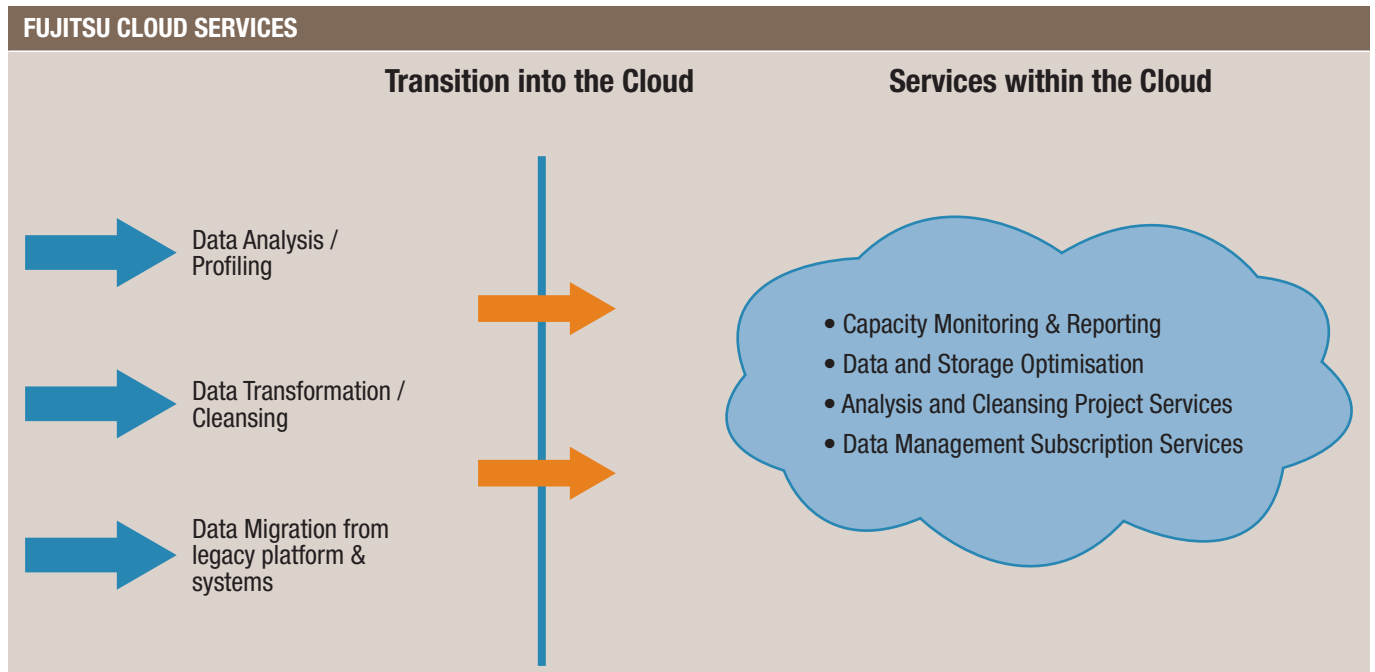 FUJITSU CLOUD SERVICES
Transition into the Cloud
Services within the Cloud
Data Analysis /
Profiling
Data Transformation /
Cleansing
Data Migration from
legacy platform &
systems
• Capacity Monitoring & Reporting
• Data and Storage Optimisation
• Analysis and Cleansing Project Services
• Data Management Subscription Services